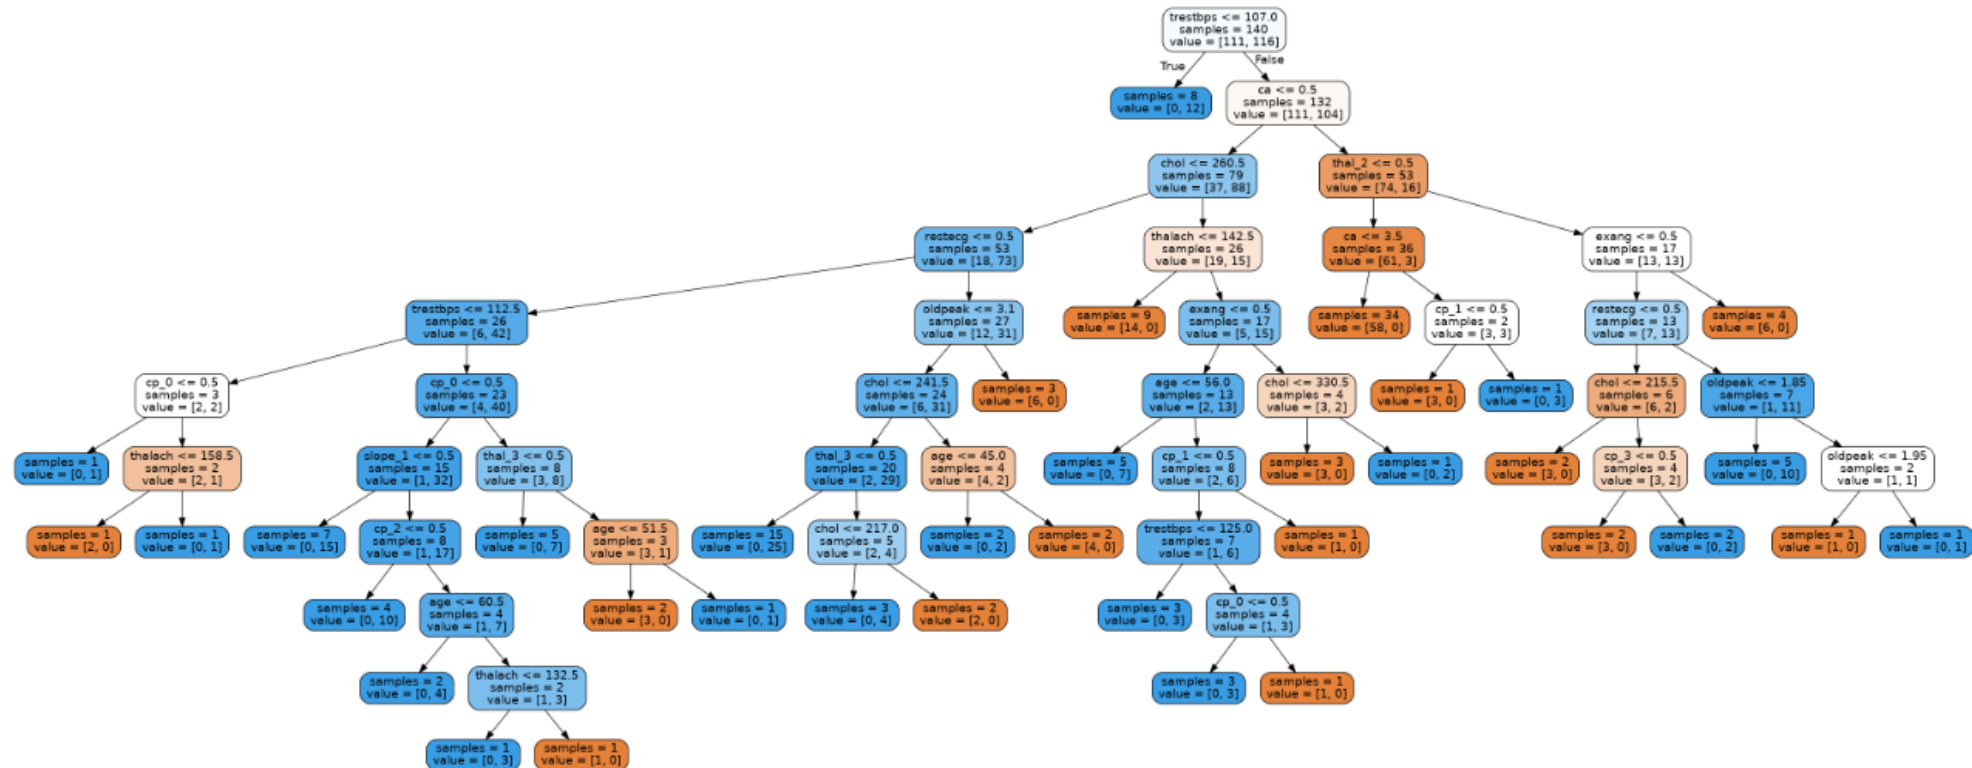 trestbps <= 107.0
samples = 140
value = [111, 116]
True
False
samples = 8
value = [0, 12]
ca <= 0.5
samples = 132
value = [111, 104]
chol <= 260.5
samples = 79
value = [37, 88]
thal_2 <= 0.5
samples = 53
value = [74, 16]
restecg <= 0.5
samples = 53
value = [18, 73]
thalach <= 142.5
samples = 26
value = [19, 15]
ca <= 3.5
samples = 36
value = [61, 3]
exang <= 0.5
samples = 17
value = [13, 13]
trestbps <= 112.5
samples = 26
value = [6, 42]
oldpeak <= 3.1
samples = 27
value = [12, 31]
samples = 9
value = [14, 0]
exang <= 0.5
samples = 17
value = [5, 15]
samples = 34
value = [58, 0]
cp_1 <= 0.5
samples = 2
value = [3, 3]
restecg <= 0.5
samples = 13
value = [7, 13]
samples = 4
value = [6, 0]
cp_0 <= 0.5
samples = 3
value = [2, 2]
cp_0 <= 0.5
samples = 23
value = [4, 40]
chol <= 241.5
samples = 24
value = [6, 31]
samples = 3
value = [6, 0]
age <= 56.0
samples = 13
value = [2, 13]
chol <= 330.5
samples = 4
value = [3, 2]
samples = 1
value = [3, 0]
samples = 1
value = [0, 3]
chol <= 215.5
samples = 6
value = [6, 2]
oldpeak <= 1.85
samples = 7
value = [1, 11]
samples = 1
value = [0, 1]
thalach <= 158.5
samples = 2
value = [2, 1]
slope_1 <= 0.5
samples = 15
value = [1, 32]
thal_3 <= 0.5
samples = 8
value = [3, 8]
thal_3 <= 0.5
samples = 20
value = [2, 29]
age <= 45.0
samples = 4
value = [4, 2]
samples = 5
value = [0, 7]
cp_1 <= 0.5
samples = 8
value = [2, 6]
samples = 3
value = [3, 0]
samples = 1
value = [0, 2]
samples = 2
value = [3, 0]
cp_3 <= 0.5
samples = 4
value = [3, 2]
samples = 5
value = [0, 10]
oldpeak <= 1.95
samples = 2
value = [1, 1]
samples = 1
value = [2, 0]
samples = 1
value = [0, 1]
samples = 7
value = [0, 15]
cp_2 <= 0.5
samples = 8
value = [1, 17]
samples = 5
value = [0, 7]
age <= 51.5
samples = 3
value = [3, 1]
samples = 15
value = [0, 25]
chol <= 217.0
samples = 5
value = [2, 4]
samples = 2
value = [0, 2]
samples = 2
value = [4, 0]
trestbps <= 125.0
samples = 7
value = [1, 6]
samples = 1
value = [1, 0]
samples = 2
value = [3, 0]
samples = 2
value = [0, 2]
samples = 1
value = [1, 0]
samples = 1
value = [0, 1]
samples = 4
value = [0, 10]
age <= 60.5
samples = 4
value = [1, 7]
samples = 2
value = [3, 0]
samples = 1
value = [0, 1]
samples = 3
value = [0, 4]
samples = 2
value = [2, 0]
samples = 3
value = [0, 3]
cp_0 <= 0.5
samples = 4
value = [1, 3]
samples = 2
value = [0, 4]
thalach <= 132.5
samples = 2
value = [1, 3]
samples = 3
value = [0, 3]
samples = 1
value = [1, 0]
samples = 1
value = [0, 3]
samples = 1
value = [1, 0]